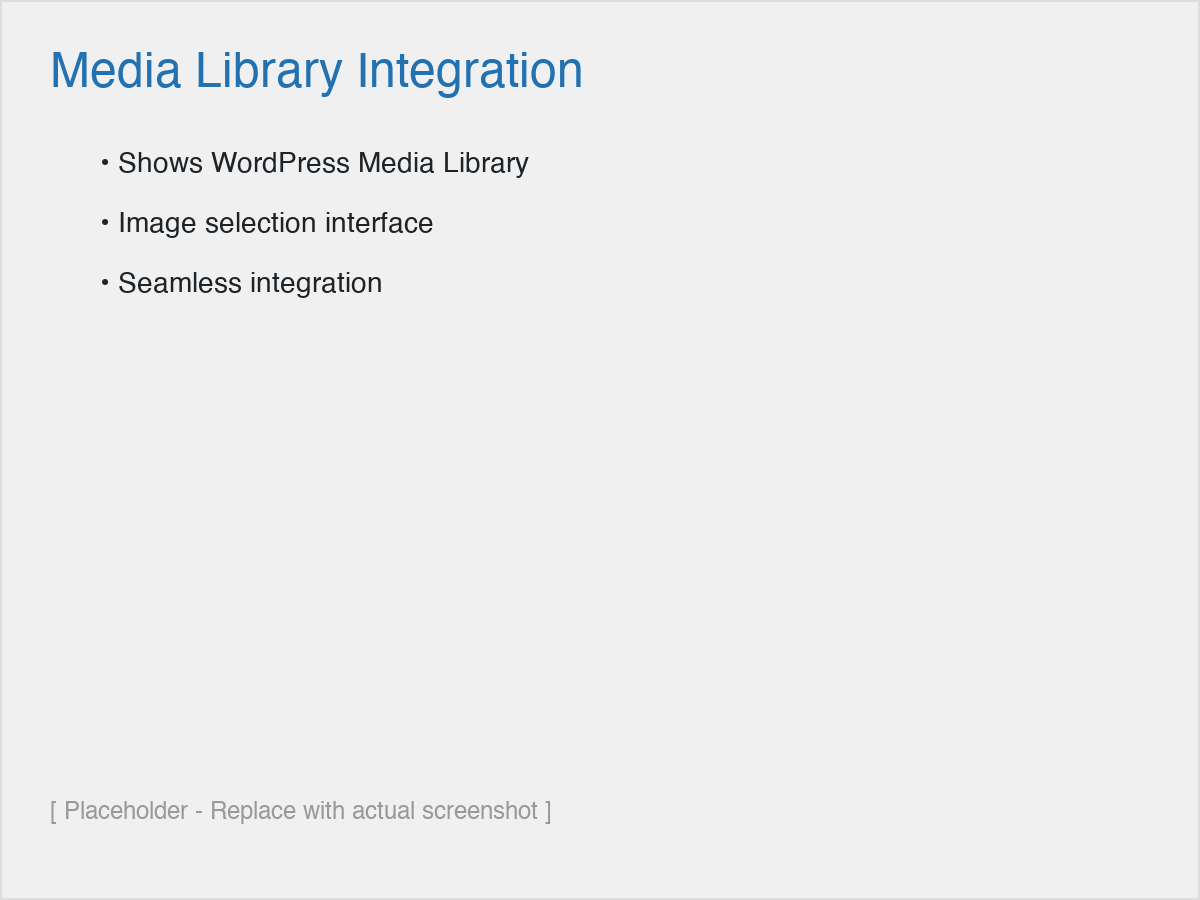 Media Library Integration
• Shows WordPress Media Library
• Image selection interface
• Seamless integration
[ Placeholder - Replace with actual screenshot ]